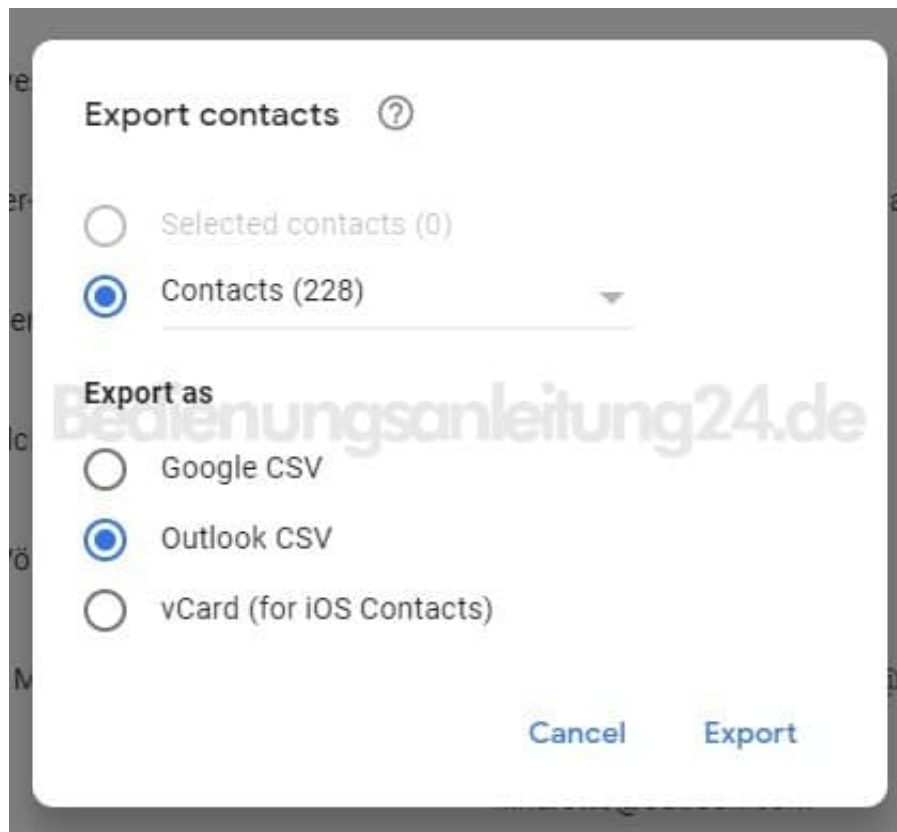 Export contacts
Selected contacts (0)
Contacts (228)
Export as
Bedienungsanleitung24.de
Google CSV
Outlook CSV
vCard (for iOS Contacts)
Cancel Export